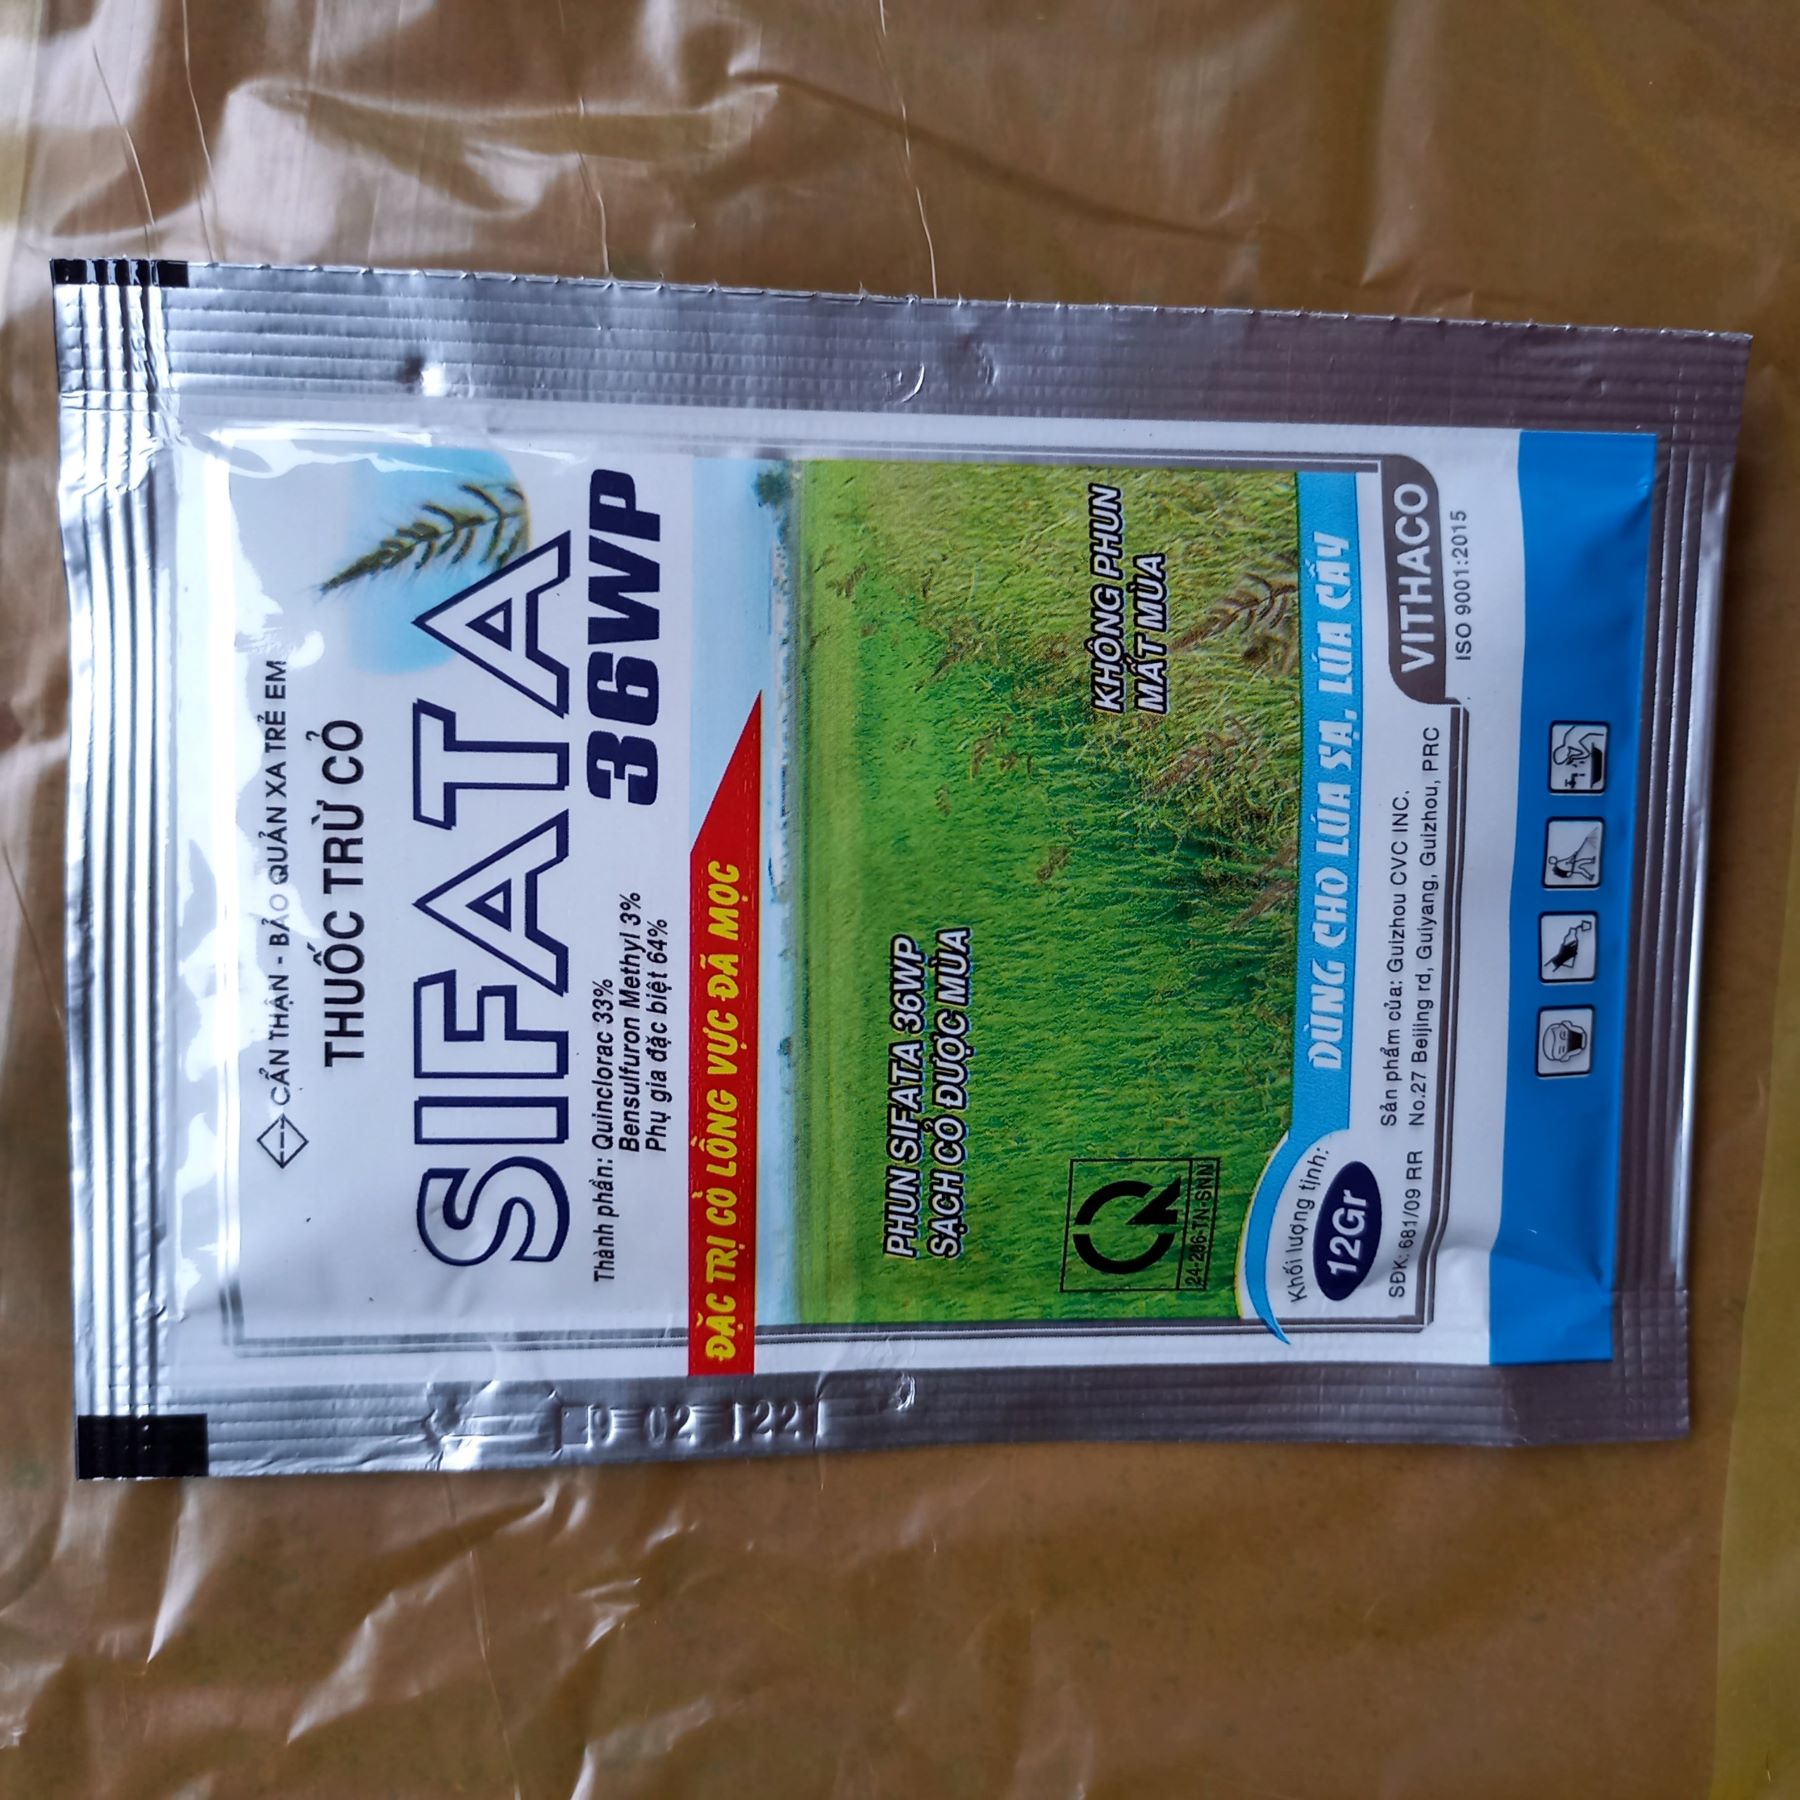 CẨN THẬN - BẢO QUẢN XA TRẺ EM
THUỐC TRỪ CỎ
SIFATA
36WP
Thành phần: Quinclorac 33%
Bensulfuron Methyl 3%
Phụ gia đặc biệt 64%
ĐẶC TRỊ CỎ LỒNG VỰC ĐÃ MỌC
PHUN SIFATA 36WP
SẠCH CỎ ĐƯỢC MÙA
KHÔNG PHUN
MẤT MÙA
24-206-TN-SNN
DÙNG CHO LÚA SẠ, LÚA CẤY
Khối lượng tịnh:
12Gr
Sản phẩm của: Guizhou CVC INC.
No.27 Beijing rd, Guiyang, Guizhou, PRC
SĐK: 681/09 RR
VITHACO
ISO 9001:2015
02 122